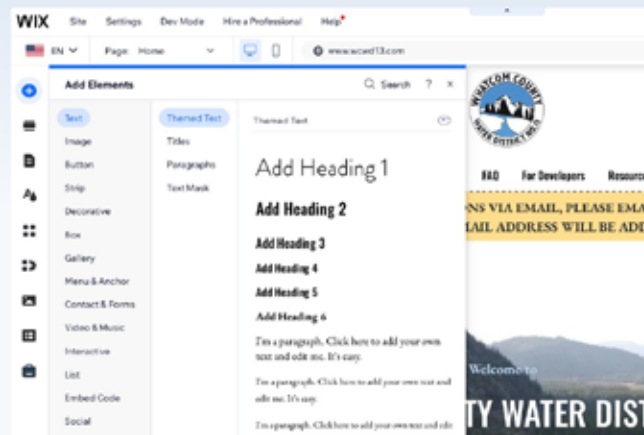 WIX Site Settings Dev Mode Hire a Professional Help
EN Page: Home www.wcwd13.com
Add Elements Search ? ×
Text
Image
Button
Strip
Decorative
Box
Gallery
Menu & Anchor
Contact & Forms
Video & Music
Interactive
List
Embed Code
Social
Themed Text
Titles
Paragraphs
Text Mask
Themed Text
Add Heading 1
Add Heading 2
Add Heading 3
Add Heading 4
Add Heading 5
Add Heading 6
I'm a paragraph. Click here to add your own
text and edit me. It's easy.
I'm a paragraph. Click here to add your own text and
edit me. It's easy.
I'm a paragraph. Click here to add your own text and edit
WHATCOM COUNTY
WATER DISTRICT
FAQ For Developers Resourc
NS VIA EMAIL, PLEASE EMA
MAIL ADDRESS WILL BE ADD
Welcome to
TY WATER DIST